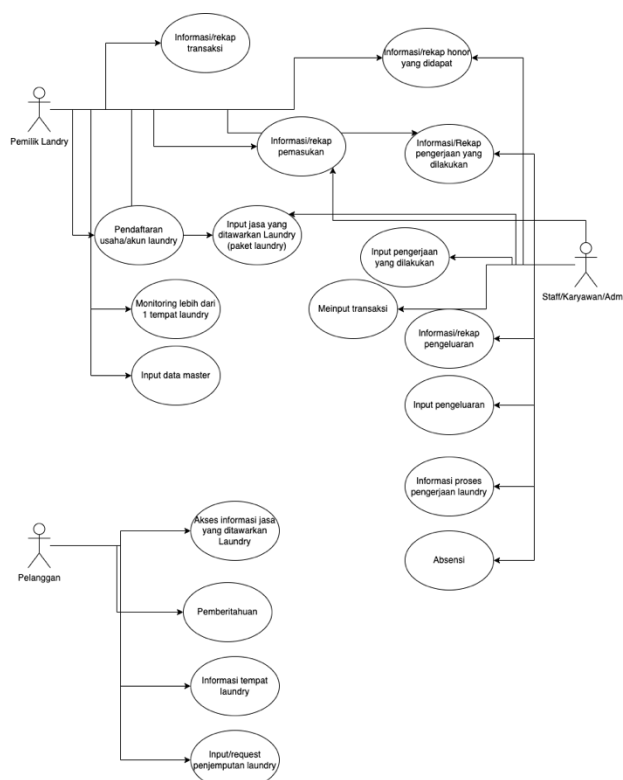 Informasi/rekap
transaksi
Informasi/rekap honor
yang didapat
Pemilik Landry
Informasi/rekap
pemasukan
Informasi/Rekap
pengerjaan yang
dilakukan
Pendaftaran
usaha/akun laundry
Input jasa yang
ditawarkan Laundry
(paket laundry)
Input pengerjaan
yang dilakukan
Staff/Karyawan/Adm
Monitoring lebih dari
1 tempat laundry
Meinput transaksi
Informasi/rekap
pengeluaran
Input data master
Input pengeluaran
Informasi proses
pengerjaan laundry
Akses informasi jasa
yang ditawarkan
Laundry
Pelanggan
Absensi
Pemberitahuan
Informasi tempat
laundry
Input/request
penjemputan laundry